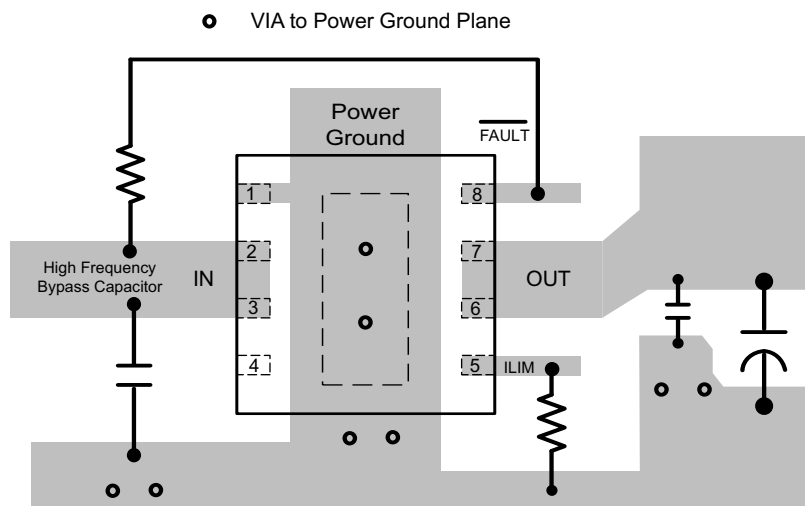 VIA to Power Ground Plane
Power
Ground
FAULT
1
8
2
7
High Frequency
Bypass Capacitor
IN
OUT
3
6
4
5
ILIM